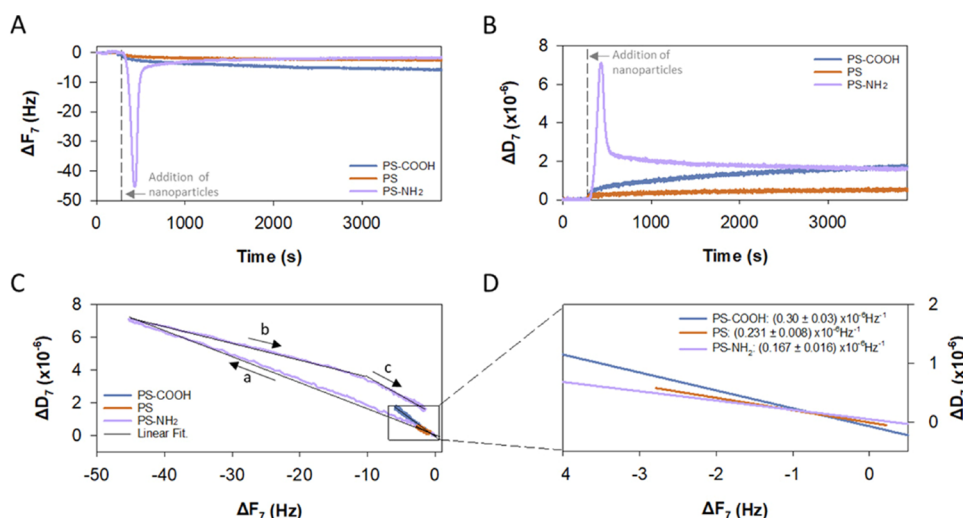 A
ΔF7 (Hz)
0
-10
-20
-30
-40
-50
Addition of
nanoparticles
PS-COOH
PS
PS-NH2
0
1000
2000
3000
Time (s)
B
ΔD7 (x10-6)
8
6
4
2
0
Addition of
nanoparticles
PS-COOH
PS
PS-NH2
0
1000
2000
3000
Time (s)
C
ΔD7 (x10-6)
8
6
4
2
0
b
a
c
PS-COOH
PS
PS-NH2
Linear Fit.
-50
-40
-30
-20
-10
0
ΔF7 (Hz)
D
PS-COOH: (0.30 ± 0.03) x10-6Hz-1
PS: (0.231 ± 0.008) x10-6Hz-1
PS-NH2: (0.167 ± 0.016) x10-6Hz-1
2
1
0
ΔD7 (x10-6)
4
-3
-2
-1
0
ΔF7 (Hz)